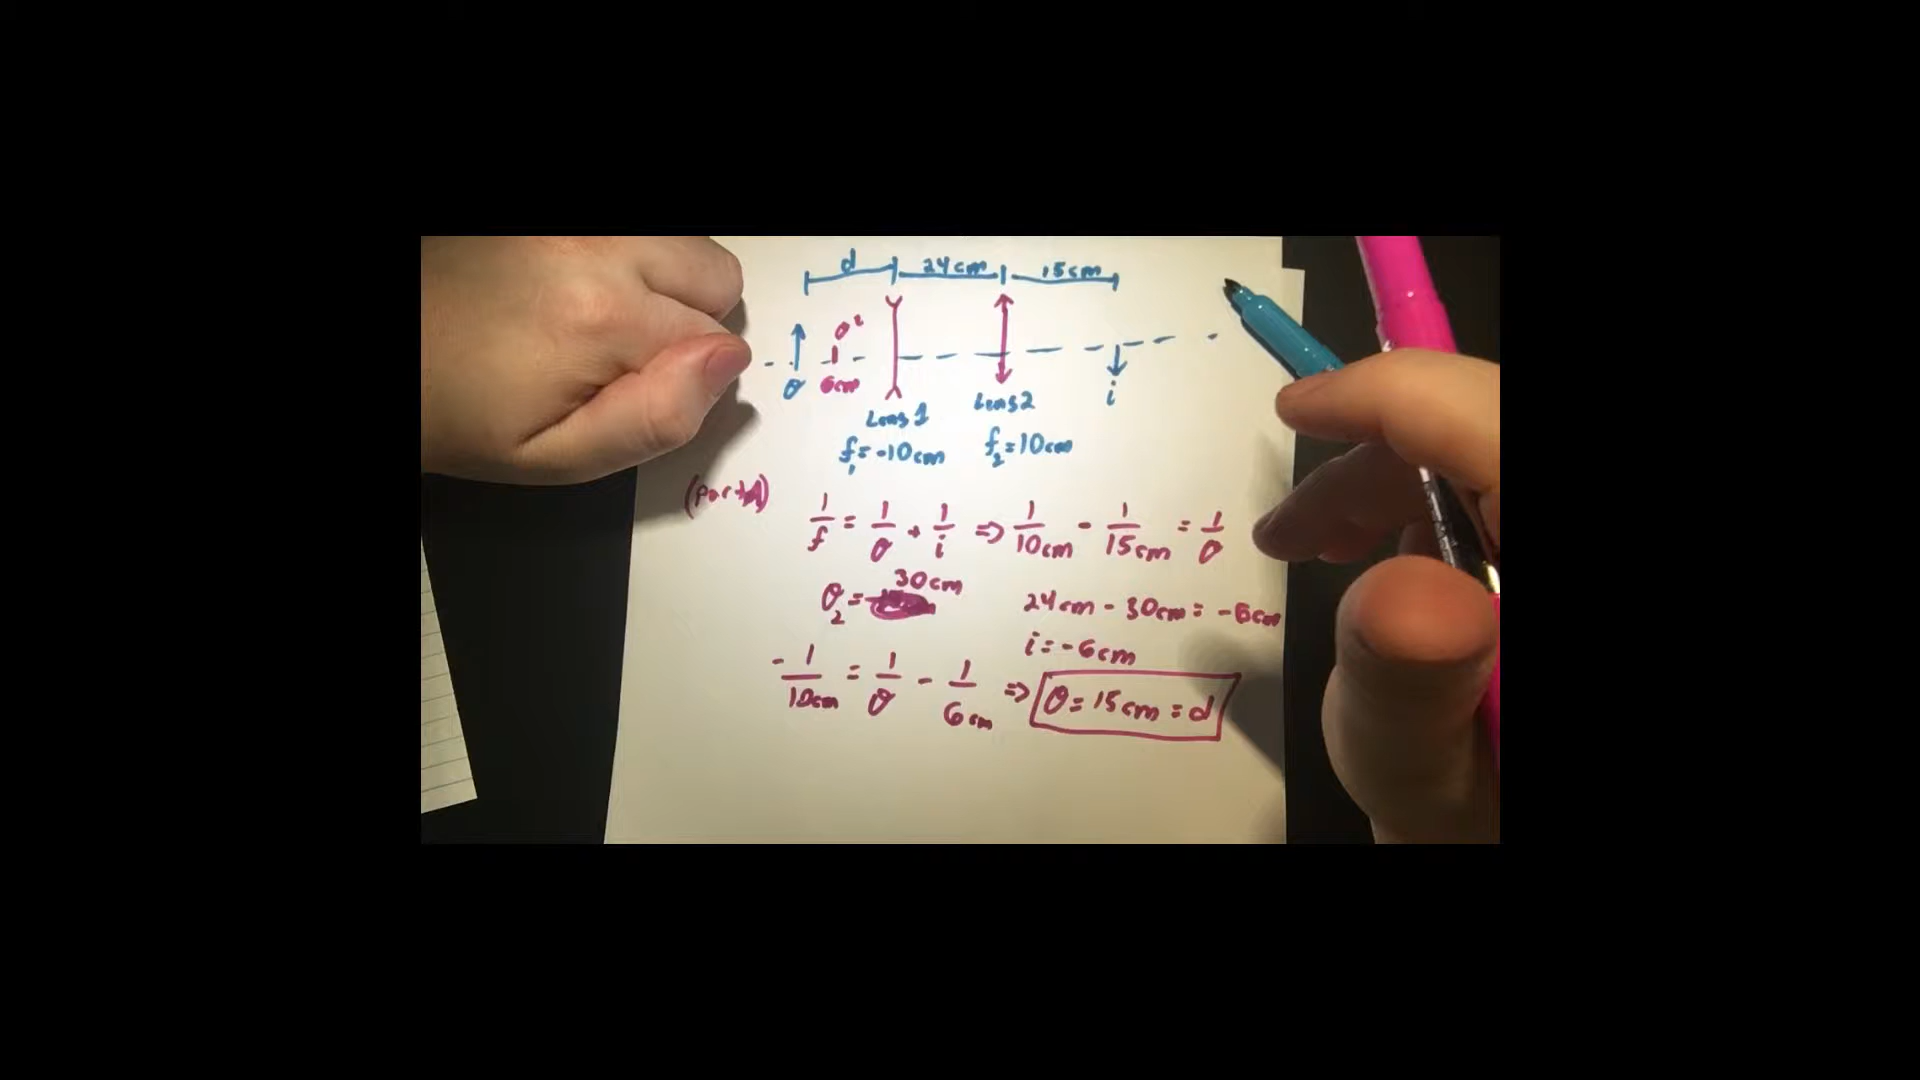 d 24cm 15cm
o²
o 6cm i
Lens 1 Lens 2
f₁ = -10cm f₂ = 10cm
(Part A) 1/f = 1/o + 1/i ⇒ 1/10cm - 1/15cm = 1/o
o₂ = 30cm 24cm - 30cm = -6cm
i = -6cm
-1/10cm = 1/o - 1/6cm ⇒ o = 15cm = d